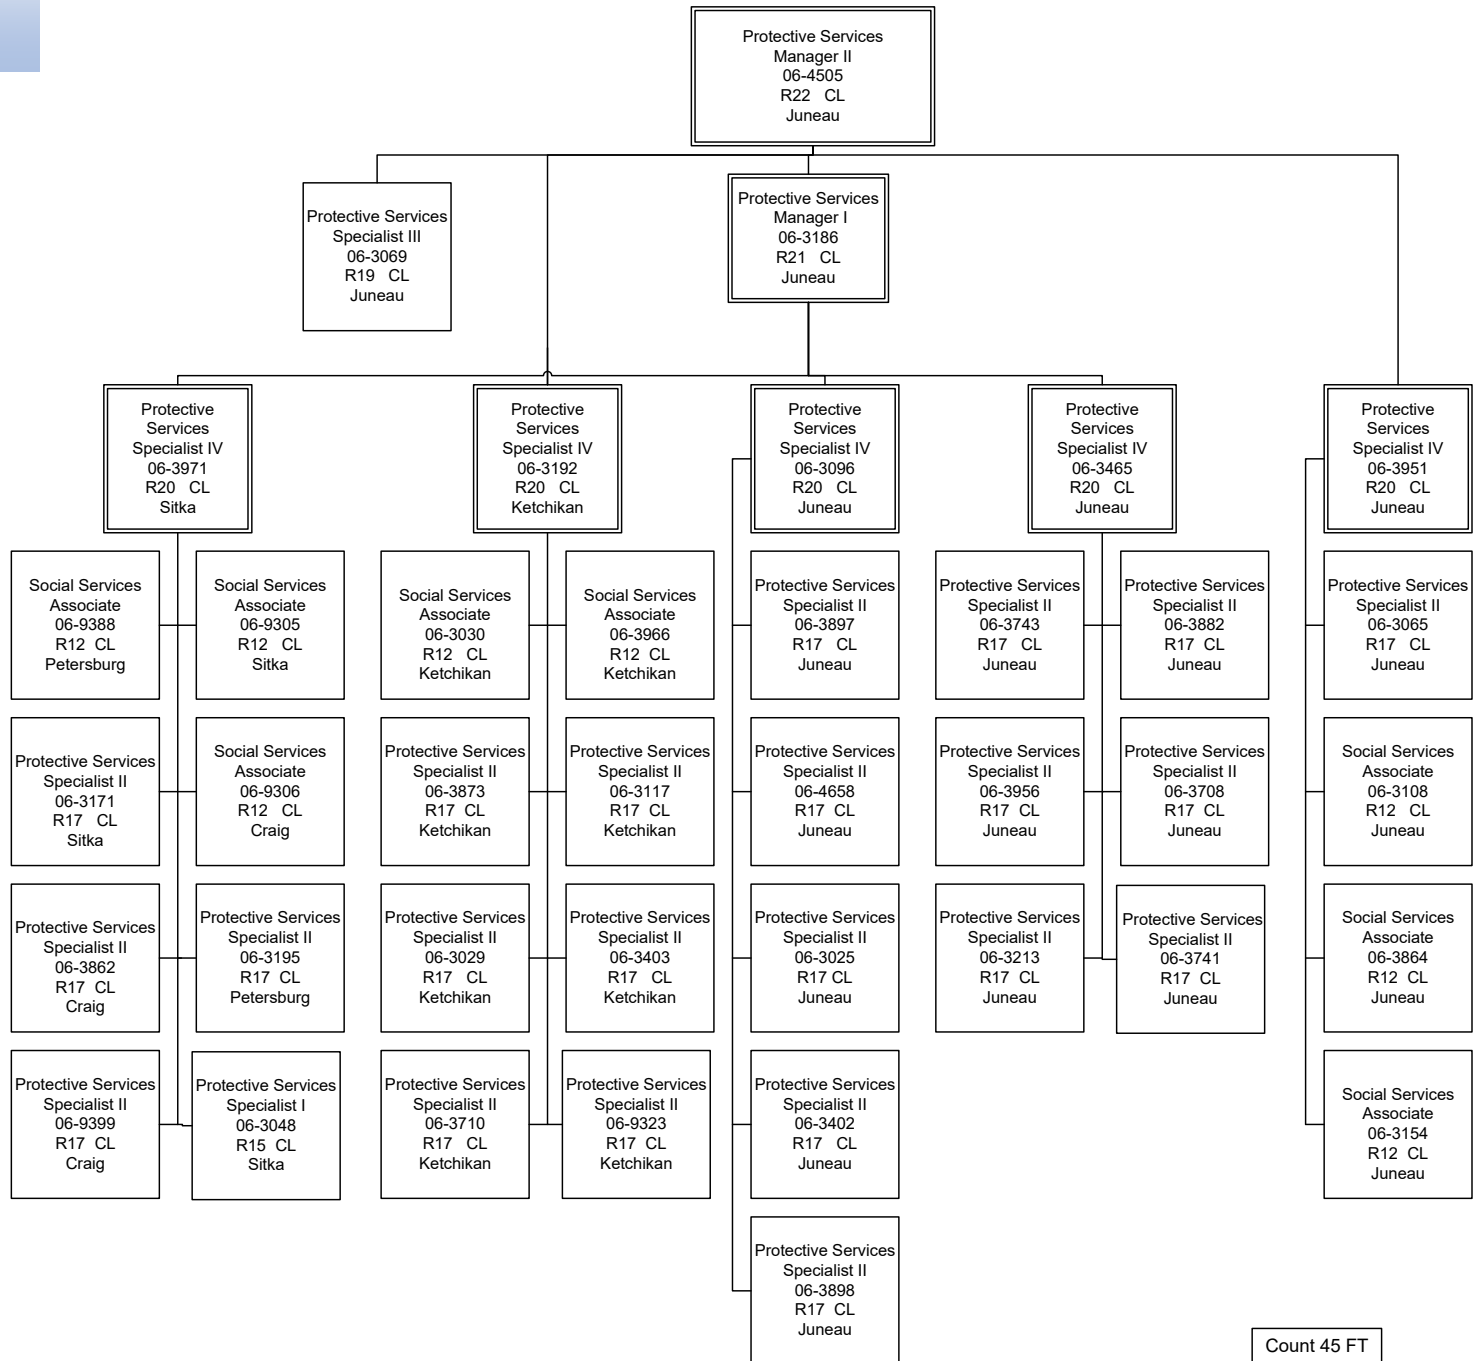 Protective Services
Manager II
06-4505
R22 CL
Juneau
Protective Services
Specialist III
06-3069
R19 CL
Juneau
Protective Services
Manager I
06-3186
R21 CL
Juneau
Protective
Services
Specialist IV
06-3971
R20 CL
Sitka
Protective
Services
Specialist IV
06-3192
R20 CL
Ketchikan
Protective
Services
Specialist IV
06-3096
R20 CL
Juneau
Protective
Services
Specialist IV
06-3465
R20 CL
Juneau
Protective
Services
Specialist IV
06-3951
R20 CL
Juneau
Social Services
Associate
06-9388
R12 CL
Petersburg
Social Services
Associate
06-9305
R12 CL
Sitka
Social Services
Associate
06-3030
R12 CL
Ketchikan
Social Services
Associate
06-3966
R12 CL
Ketchikan
Protective Services
Specialist II
06-3897
R17 CL
Juneau
Protective Services
Specialist II
06-3743
R17 CL
Juneau
Protective Services
Specialist II
06-3882
R17 CL
Juneau
Protective Services
Specialist II
06-3065
R17 CL
Juneau
Protective Services
Specialist II
06-3171
R17 CL
Sitka
Social Services
Associate
06-9306
R12 CL
Craig
Protective Services
Specialist II
06-3873
R17 CL
Ketchikan
Protective Services
Specialist II
06-3117
R17 CL
Ketchikan
Protective Services
Specialist II
06-4658
R17 CL
Juneau
Protective Services
Specialist II
06-3956
R17 CL
Juneau
Protective Services
Specialist II
06-3708
R17 CL
Juneau
Social Services
Associate
06-3108
R12 CL
Juneau
Protective Services
Specialist II
06-3862
R17 CL
Craig
Protective Services
Specialist II
06-3195
R17 CL
Petersburg
Protective Services
Specialist II
06-3029
R17 CL
Ketchikan
Protective Services
Specialist II
06-3403
R17 CL
Ketchikan
Protective Services
Specialist II
06-3025
R17 CL
Juneau
Protective Services
Specialist II
06-3213
R17 CL
Juneau
Protective Services
Specialist II
06-3741
R17 CL
Juneau
Social Services
Associate
06-3864
R12 CL
Juneau
Protective Services
Specialist II
06-9399
R17 CL
Craig
Protective Services
Specialist I
06-3048
R15 CL
Sitka
Protective Services
Specialist II
06-3710
R17 CL
Ketchikan
Protective Services
Specialist II
06-9323
R17 CL
Ketchikan
Protective Services
Specialist II
06-3402
R17 CL
Juneau
Social Services
Associate
06-3154
R12 CL
Juneau
Protective Services
Specialist II
06-3898
R17 CL
Juneau
Count 45 FT